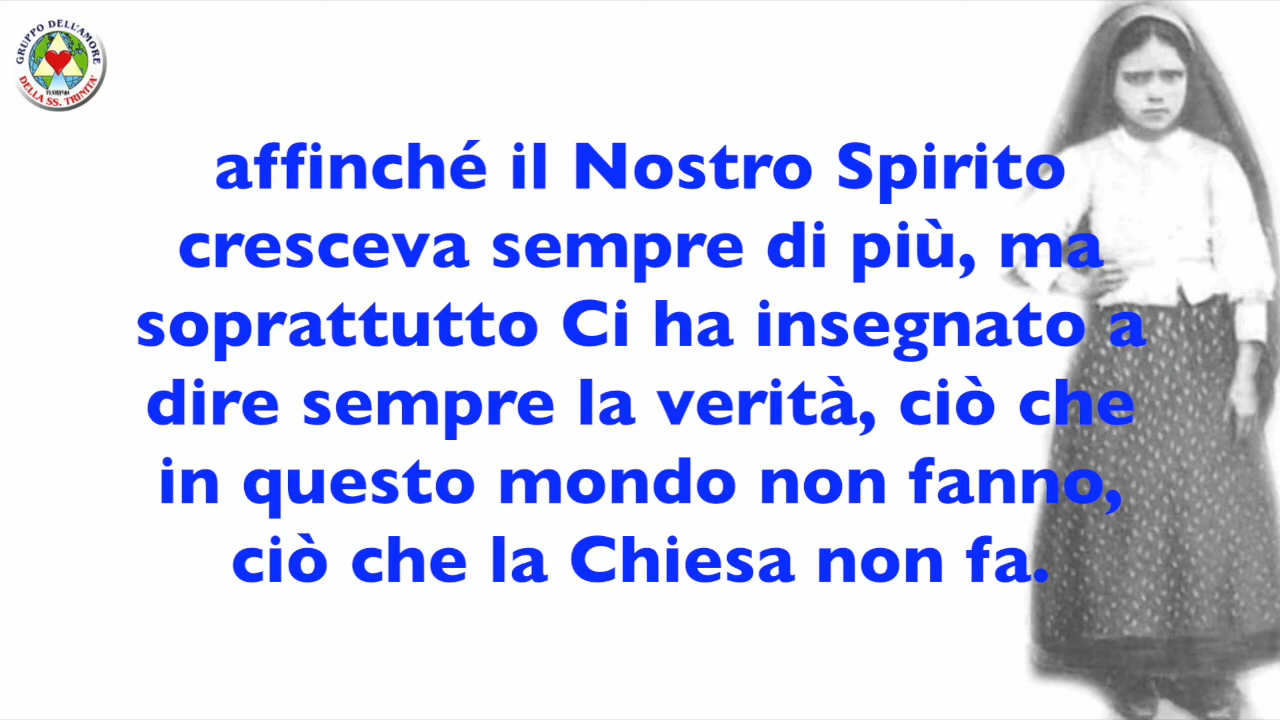 GRUPPO DELL'AMORE
DELLA SS. TRINITA'
affinché il Nostro Spirito
cresceva sempre di più, ma
soprattutto Ci ha insegnato a
dire sempre la verità, ciò che
in questo mondo non fanno,
ciò che la Chiesa non fa.